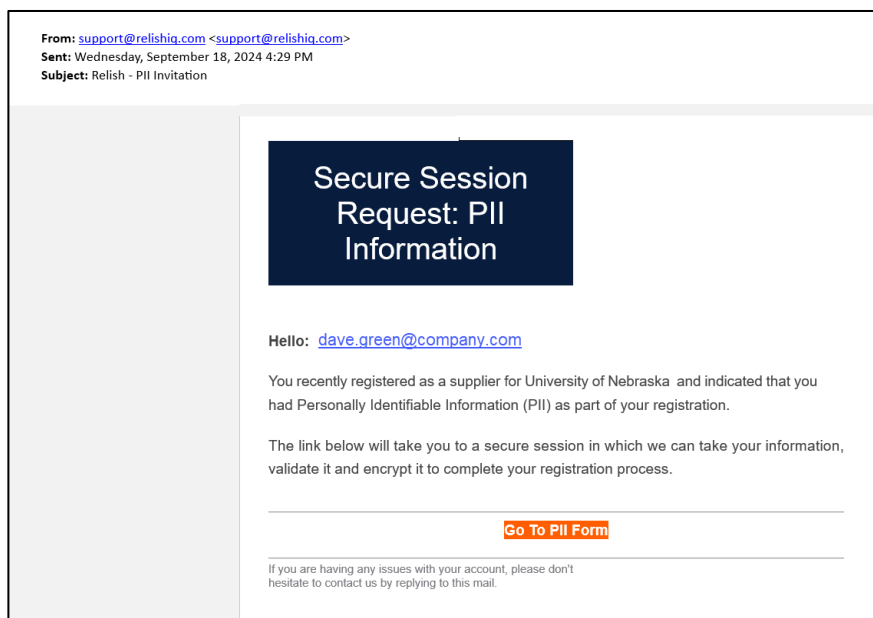 From: support@relishiq.com <support@relishiq.com>
Sent: Wednesday, September 18, 2024 4:29 PM
Subject: Relish - PII Invitation
Secure Session
Request: PII
Information
Hello: dave.green@company.com
You recently registered as a supplier for University of Nebraska and indicated that you
had Personally Identifiable Information (PII) as part of your registration.
The link below will take you to a secure session in which we can take your information,
validate it and encrypt it to complete your registration process.
Go To PII Form
If you are having any issues with your account, please don't
hesitate to contact us by replying to this mail.